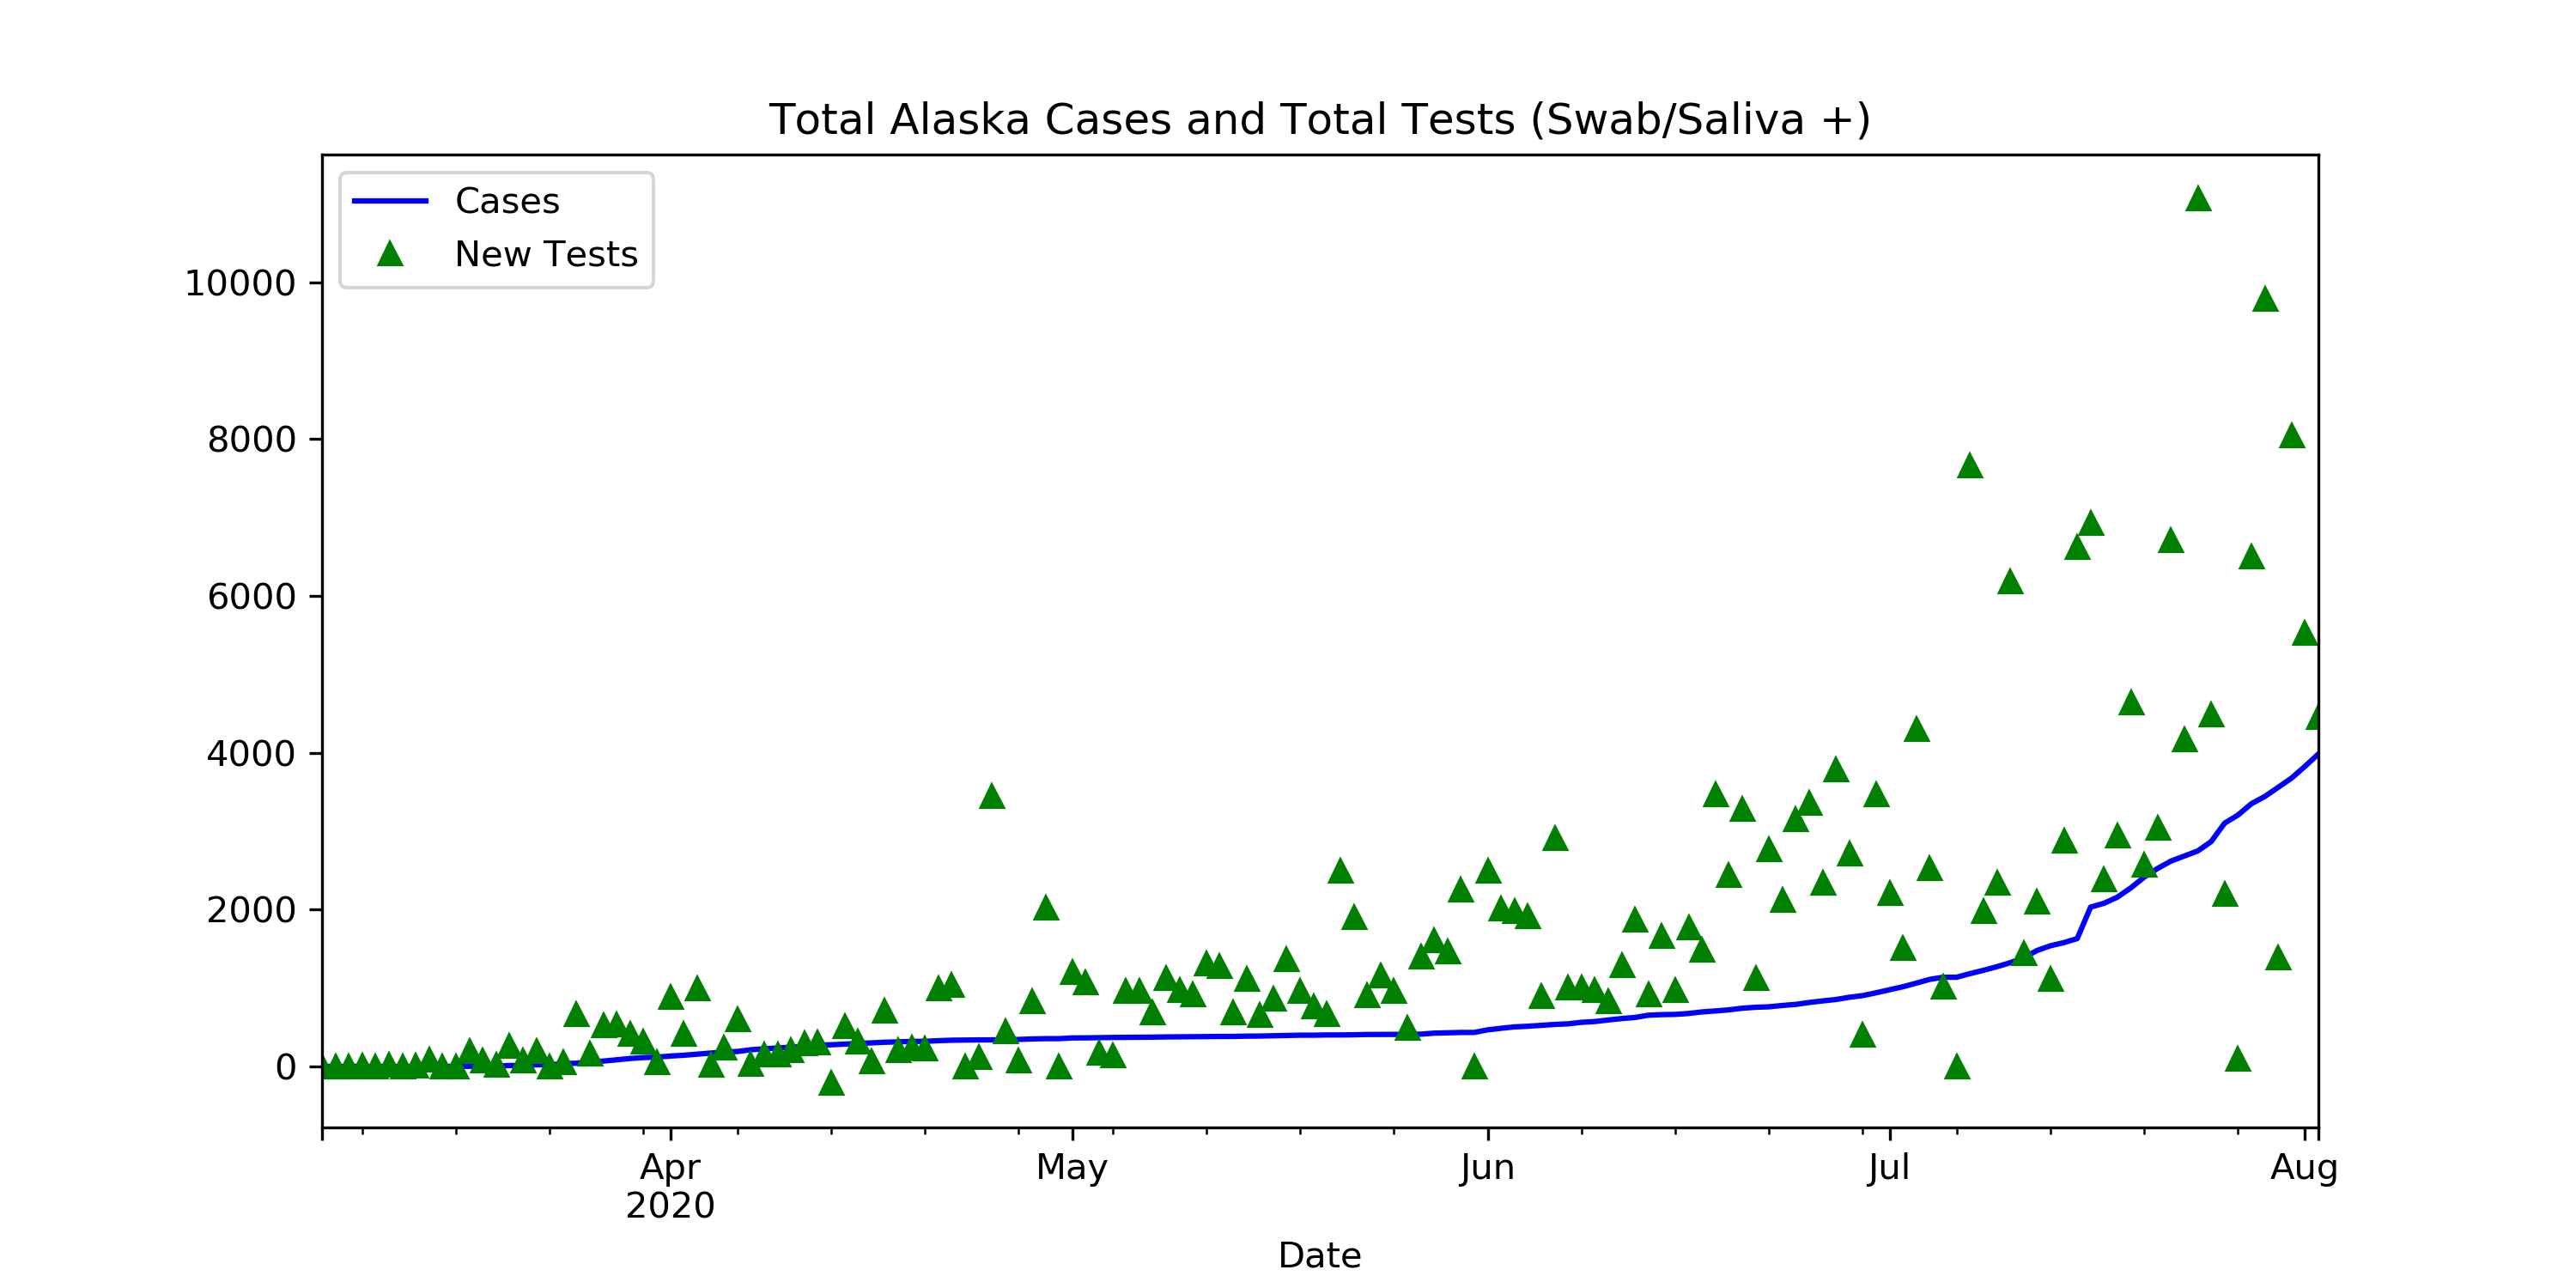 Total Alaska Cases and Total Tests (Swab/Saliva +)
Cases
New Tests
10000
8000
6000
4000
2000
0
Apr
2020
May
Jun
Jul
Aug
Date